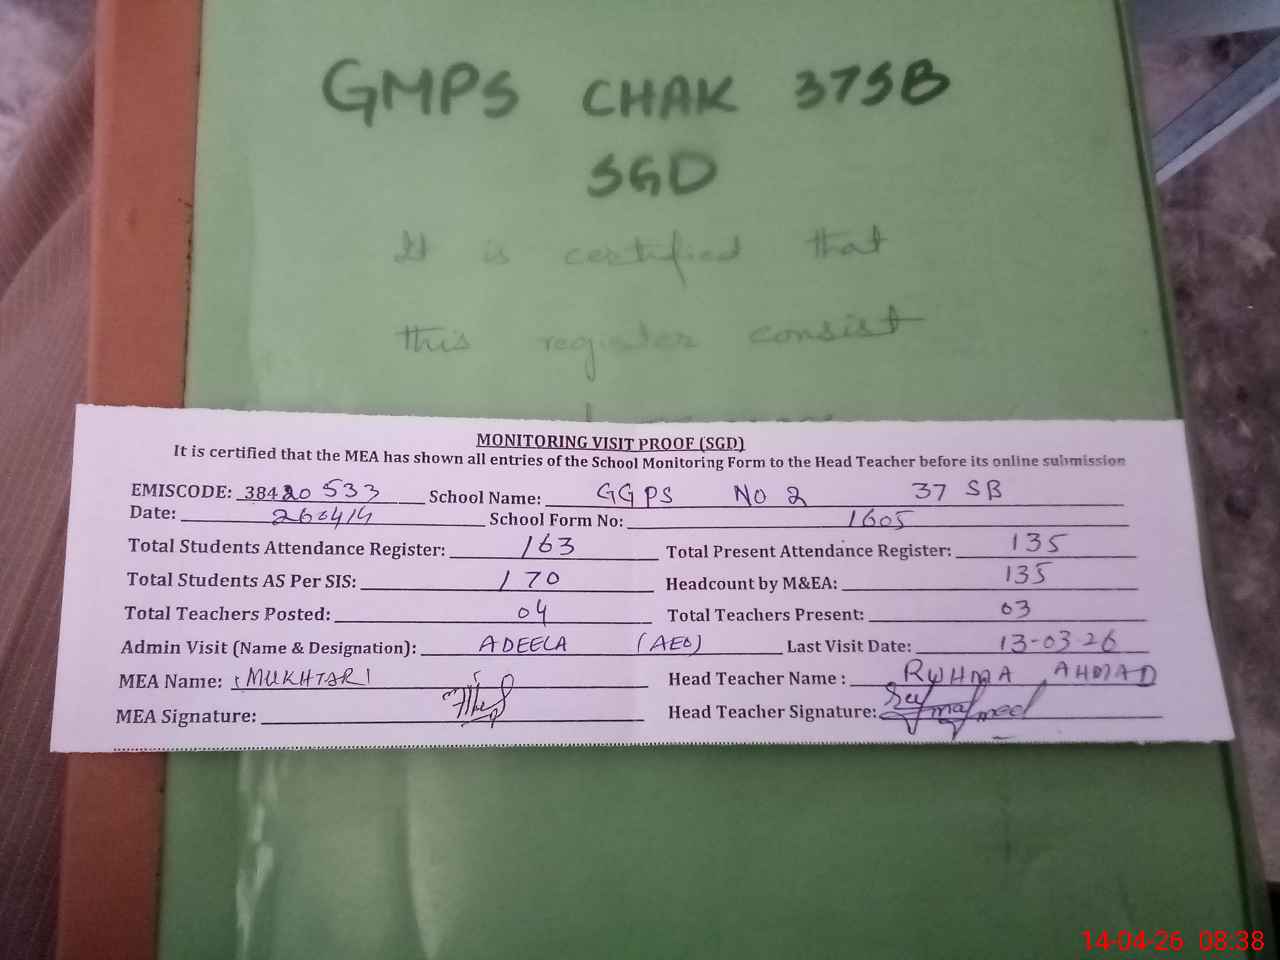 GMPS CHAK 37SB
SGD
It is certified that
this register consist
MONITORING VISIT PROOF (SGD)
It is certified that the MEA has shown all entries of the School Monitoring Form to the Head Teacher before its online submission
EMISCODE: 38420533 School Name: GGPS NO 2 37 SB
Date: 260414 School Form No: 1605
Total Students Attendance Register: 163 Total Present Attendance Register: 135
Total Students AS Per SIS: 170 Headcount by M&EA: 135
Total Teachers Posted: 04 Total Teachers Present: 03
Admin Visit (Name & Designation): ADEELA (AEO) Last Visit Date: 13-03-26
MEA Name: MUKHTAR Head Teacher Name : AHMAD
MEA Signature: Head Teacher Signature:
14-04-26 08:38